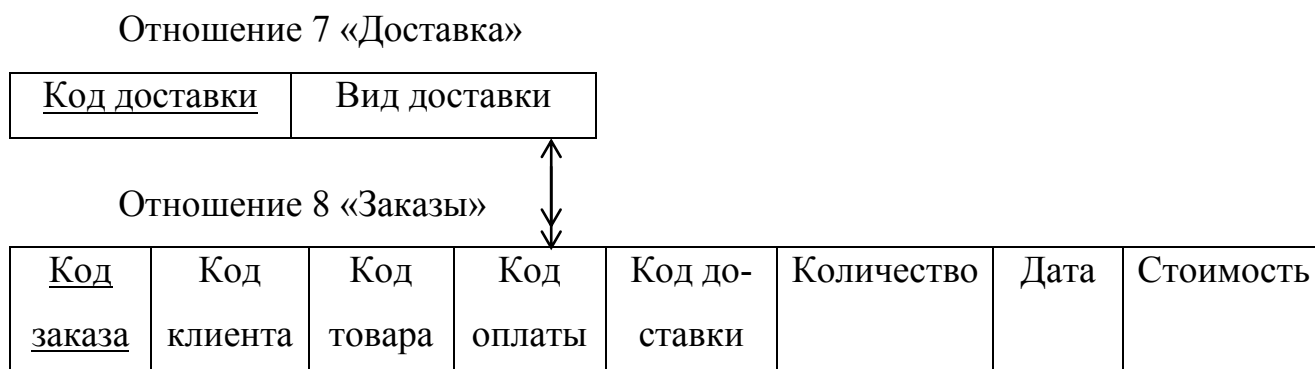 Отношение 7 «Доставка»
Код доставки Вид доставки
Отношение 8 «Заказы»
Код Код Код Код Код до- Количество Дата Стоимость
заказа клиента товара оплаты ставки